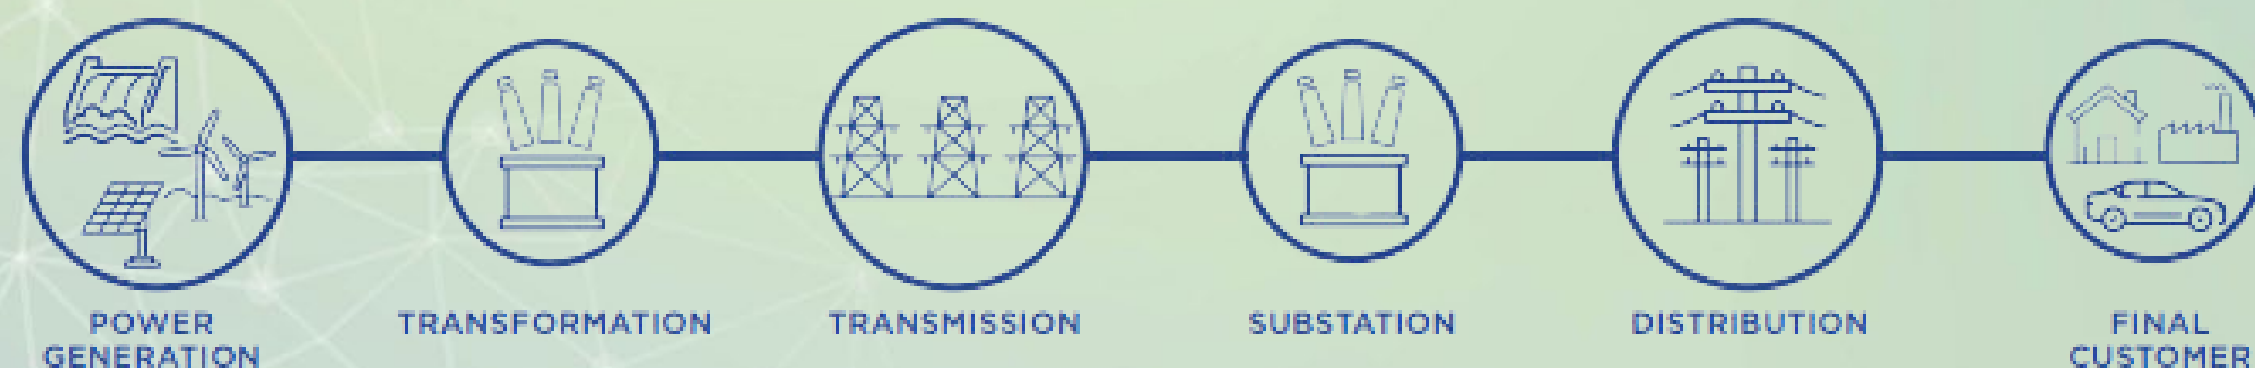 POWER
GENERATION
TRANSFORMATION
TRANSMISSION
SUBSTATION
DISTRIBUTION
FINAL
CUSTOMER